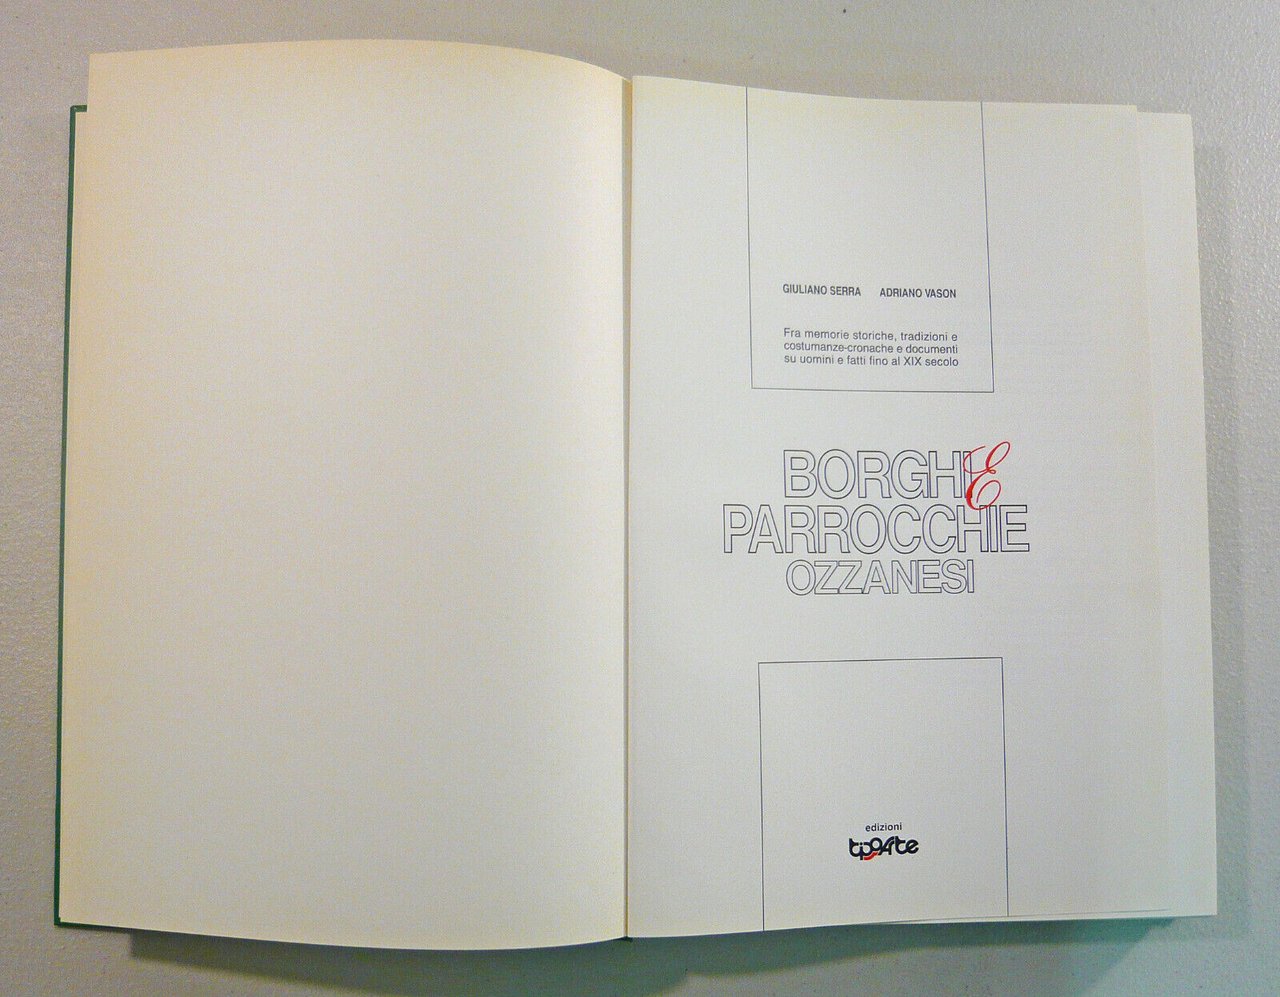 GIULIANO SERRA ADRIANO VASON
Fra memorie storiche, tradizioni e
costumanze-cronache e documenti
su uomini e fatti fino al XIX secolo
BORGHI E
PARROCCHIE
OZZANESI
edizioni
tipoarte